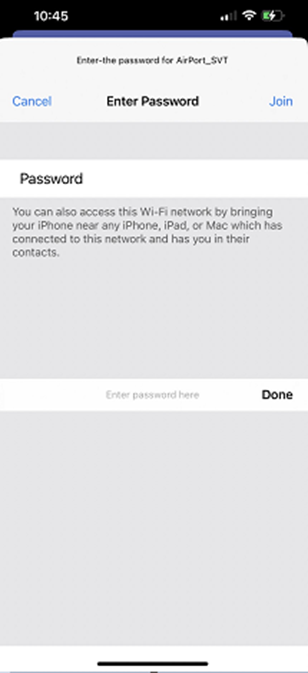 10:45
Enter-the password for AirPort_SVT
Cancel Enter Password Join
Password
You can also access this Wi-Fi network by bringing
your iPhone near any iPhone, iPad, or Mac which has
connected to this network and has you in their
contacts.
Enter password here Done